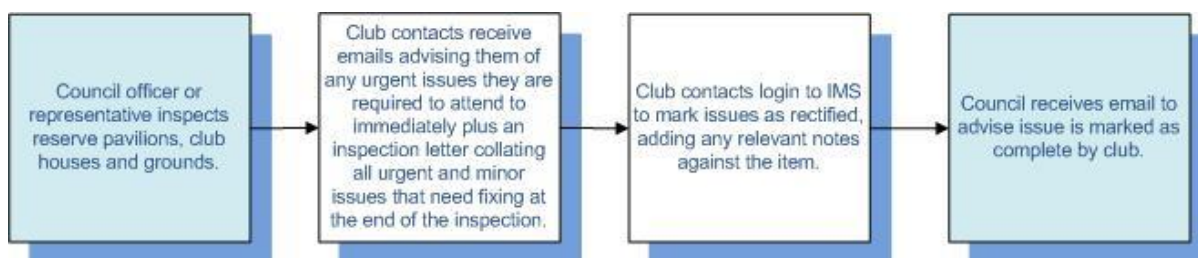 Council officer or
representative inspects
reserve pavilions, club
houses and grounds.
Club contacts receive
emails advising them of
any urgent issues they are
required to attend to
immediately plus an
inspection letter collating
all urgent and minor
issues that need fixing at
the end of the inspection.
Club contacts login to IMS
to mark issues as rectified,
adding any relevant notes
against the item.
Council receives email to
advise issue is marked as
complete by club.